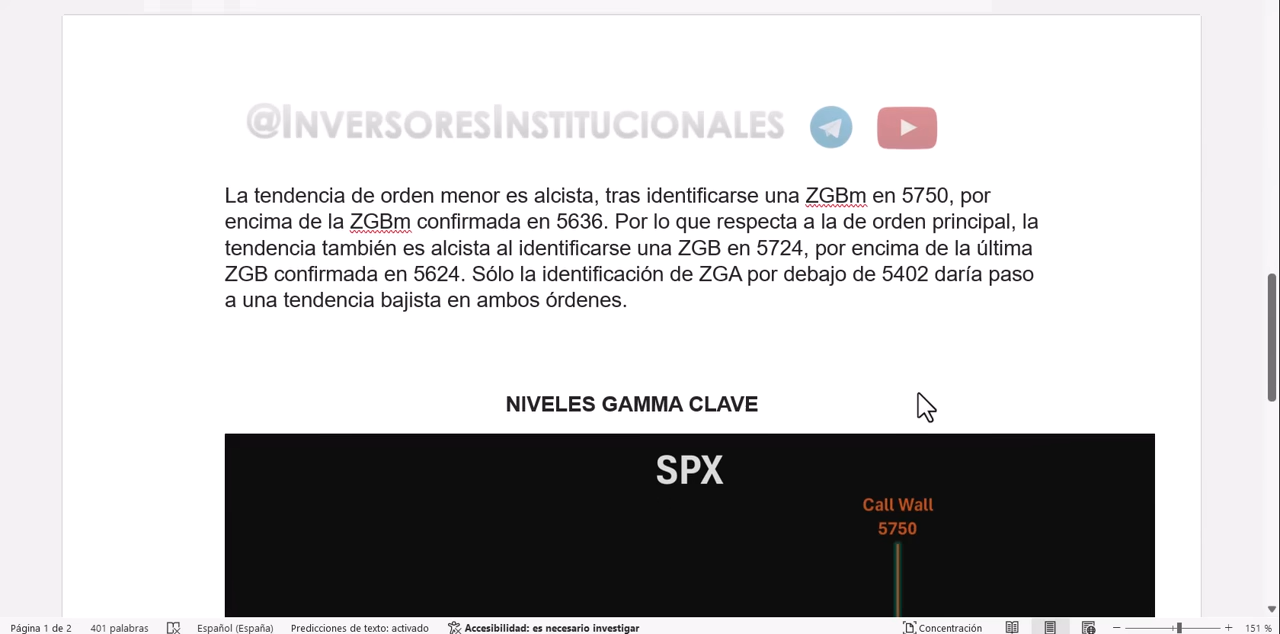 @InversoresInstitucionales
La tendencia de orden menor es alcista, tras identificarse una ZGBm en 5750, por
encima de la ZGBm confirmada en 5636. Por lo que respecta a la de orden principal, la
tendencia también es alcista al identificarse una ZGB en 5724, por encima de la última
ZGB confirmada en 5624. Sólo la identificación de ZGA por debajo de 5402 daría paso
a una tendencia bajista en ambos órdenes.
NIVELES GAMMA CLAVE
SPX
Call Wall
5750
Página 1 de 2 401 palabras Español (España) Predicciones de texto: activado Accesibilidad: es necesario investigar Concentración 151 %